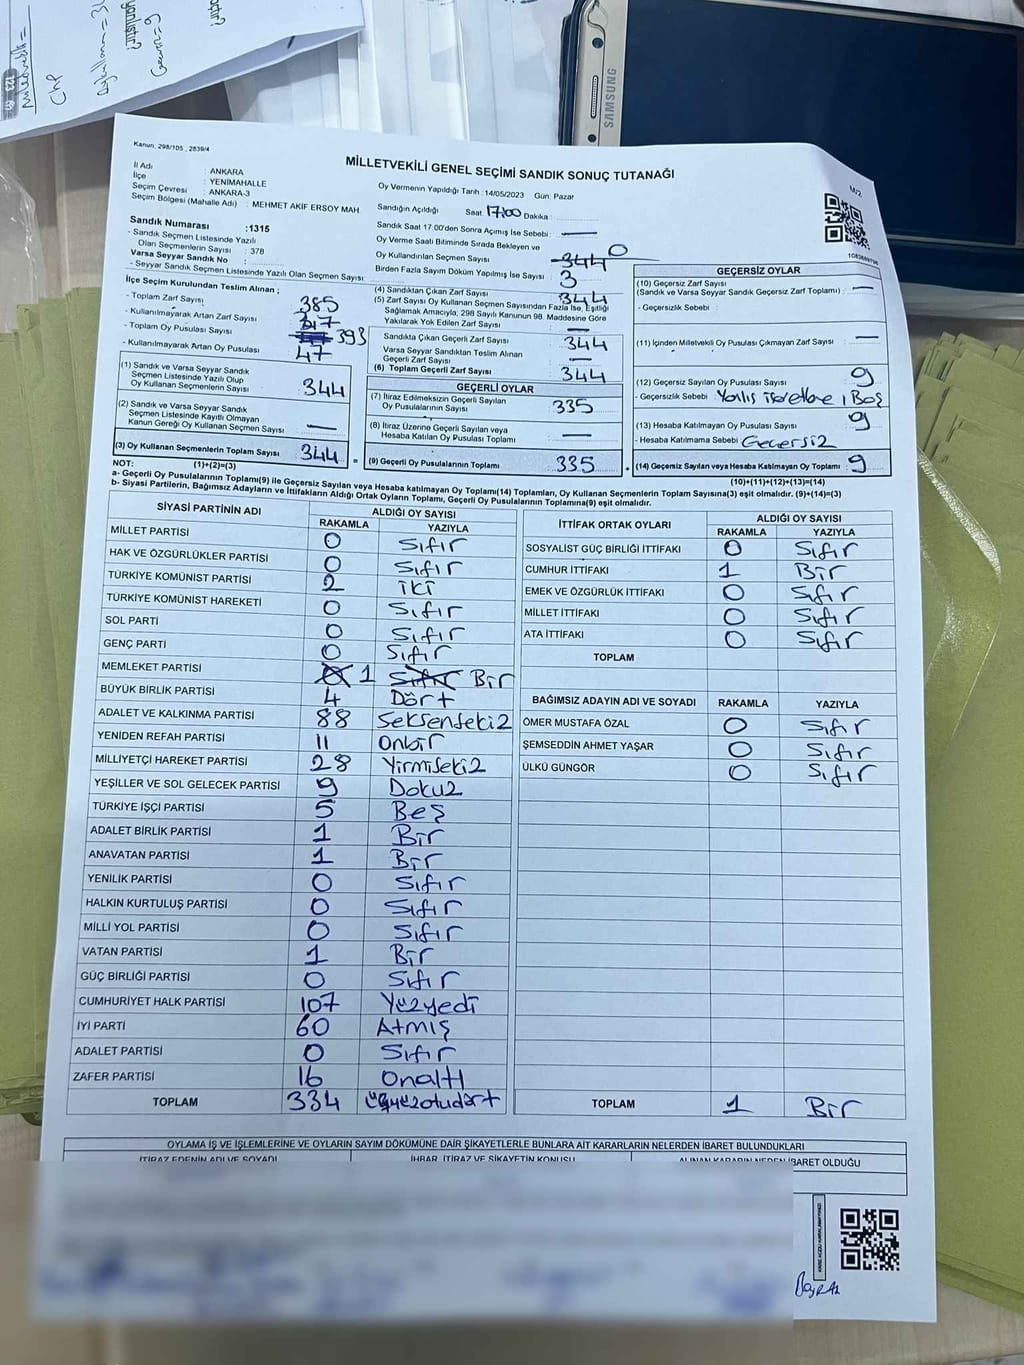 SAMSUNG
CHP
Kanun, 298/105 , 2839/4
MİLLETVEKİLİ GENEL SEÇİMİ SANDIK SONUÇ TUTANAĞI
M/2
İl Adı : ANKARA
İlçe : YENİMAHALLE
Seçim Çevresi : ANKARA-3
Seçim Bölgesi (Mahalle Adı) : MEHMET AKİF ERSOY MAH
Sandık Numarası :1315
- Sandık Seçmen Listesinde Yazılı Olan Seçmenlerin Sayısı : 378
Varsa Seyyar Sandık No :
- Seyyar Sandık Seçmen Listesinde Yazılı Olan Seçmen Sayısı:
Oy Vermenin Yapıldığı Tarih :14/05/2023 Gün: Pazar
Sandığın Açıldığı Saat: 17:00 Dakika :
Sandık Saat 17.00'den Sonra Açılmış İse Sebebi : —
Oy Verme Saati Bitiminde Sırada Bekleyen ve
Oy Kullandırılan Seçmen Sayısı : 344 0
Birden Fazla Sayım Döküm Yapılmış İse Sayısı : 3
İlçe Seçim Kurulundan Teslim Alınan ;
- Toplam Zarf Sayısı : 385
- Kullanılmayarak Artan Zarf Sayısı
- Toplam Oy Pusulası Sayısı : 393
- Kullanılmayarak Artan Oy Pusulası : 47
(1) Sandık ve Varsa Seyyar Sandık
Seçmen Listesinde Yazılı Olup
Oy Kullanan Seçmenlerin Sayısı : 344
(2) Sandık ve Varsa Seyyar Sandık
Seçmen Listesinde Kayıtlı Olmayan
Kanun Gereği Oy Kullanan Seçmen Sayısı : —
(3) Oy Kullanan Seçmenlerin Toplam Sayısı : 344
(4) Sandıktan Çıkan Zarf Sayısı : 344
(5) Zarf Sayısı Oy Kullanan Seçmen Sayısından Fazla İse, Eşitliği
Sağlamak Amacıyla, 298 Sayılı Kanunun 98. Maddesine Göre
Yakılarak Yok Edilen Zarf Sayısı : —
Sandıkta Çıkan Geçerli Zarf Sayısı : 344
Varsa Seyyar Sandıktan Teslim Alınan
Geçerli Zarf Sayısı : —
(6) Toplam Geçerli Zarf Sayısı : 344
GEÇERLİ OYLAR
(7) İtiraz Edilmeksizin Geçerli Sayılan
Oy Pusulalarının Sayısı : 335
(8) İtiraz Üzerine Geçerli Sayılan veya
Hesaba Katılan Oy Pusulası Toplamı : —
(9) Geçerli Oy Pusulalarının Toplamı : 335
GEÇERSİZ OYLAR
(10) Geçersiz Zarf Sayısı
(Sandık ve Varsa Seyyar Sandık Geçersiz Zarf Toplamı) : —
- Geçersizlik Sebebi :
(11) İçinden Milletvekili Oy Pusulası Çıkmayan Zarf Sayısı : —
(12) Geçersiz Sayılan Oy Pusulası Sayısı : 9
- Geçersizlik Sebebi : Yanlış işaretleme, Boş
(13) Hesaba Katılmayan Oy Pusulası Sayısı : 9
- Hesaba Katılmama Sebebi : Geçersiz
(14) Geçersiz Sayılan veya Hesaba Katılmayan Oy Toplamı : 9
NOT: (1)+(2)=(3)
(10)+(11)+(12)+(13)=(14)
a- Geçerli Oy Pusulalarının Toplamı(9) ile Geçersiz Sayılan veya Hesaba katılmayan Oy Toplamı(14) Toplamları, Oy Kullanan Seçmenlerin Toplam Sayısına(3) eşit olmalıdır. (9)+(14)=(3)
b- Siyasi Partilerin, Bağımsız Adayların ve İttifakların Aldığı Ortak Oyların Toplamı, Geçerli Oy Pusulalarının Toplamına(9) eşit olmalıdır.
SİYASİ PARTİNİN ADI ALDIĞI OY SAYISI
RAKAMLA YAZIYLA
MİLLET PARTİSİ 0 Sıfır
HAK VE ÖZGÜRLÜKLER PARTİSİ 0 Sıfır
TÜRKİYE KOMÜNİST PARTİSİ 2 iki
TÜRKİYE KOMÜNİST HAREKETİ 0 Sıfır
SOL PARTİ 0 Sıfır
GENÇ PARTİ 0 Sıfır
MEMLEKET PARTİSİ 0 1 Sıfır Bir
BÜYÜK BİRLİK PARTİSİ 4 Dört
ADALET VE KALKINMA PARTİSİ 88 Seksensekiz
YENİDEN REFAH PARTİSİ 11 Onbir
MİLLİYETÇİ HAREKET PARTİSİ 28 Yirmisekiz
YEŞİLLER VE SOL GELECEK PARTİSİ 9 Dokuz
TÜRKİYE İŞÇİ PARTİSİ 5 Beş
ADALET BİRLİK PARTİSİ 1 Bir
ANAVATAN PARTİSİ 1 Bir
YENİLİK PARTİSİ 0 Sıfır
HALKIN KURTULUŞ PARTİSİ 0 Sıfır
MİLLİ YOL PARTİSİ 0 Sıfır
VATAN PARTİSİ 1 Bir
GÜÇ BİRLİĞİ PARTİSİ 0 Sıfır
CUMHURİYET HALK PARTİSİ 107 Yüzyedi
İYİ PARTİ 60 Atmış
ADALET PARTİSİ 0 Sıfır
ZAFER PARTİSİ 16 Onaltı
TOPLAM 334 üçyüzotudört
İTTİFAK ORTAK OYLARI ALDIĞI OY SAYISI
RAKAMLA YAZIYLA
SOSYALİST GÜÇ BİRLİĞİ İTTİFAKI 0 Sıfır
CUMHUR İTTİFAKI 1 Bir
EMEK VE ÖZGÜRLÜK İTTİFAKI 0 Sıfır
MİLLET İTTİFAKI 0 Sıfır
ATA İTTİFAKI 0 Sıfır
TOPLAM
BAĞIMSIZ ADAYIN ADI VE SOYADI RAKAMLA YAZIYLA
ÖMER MUSTAFA ÖZAL 0 Sıfır
ŞEMSEDDİN AHMET YAŞAR 0 Sıfır
ÜLKÜ GÜNGÖR 0 Sıfır
TOPLAM 1 Bir
OYLAMA İŞ VE İŞLEMLERİNE VE OYLARIN SAYIM DÖKÜMÜNE DAİR ŞİKAYETLERLE BUNLARA AİT KARARLARIN NELERDEN İBARET BULUNDUKLARI
İTİRAZ EDENİN ADI VE SOYADI İHBAR, İTİRAZ VE ŞİKAYETİN KONUSU ALINAN KARARIN NEDEN İBARET OLDUĞU